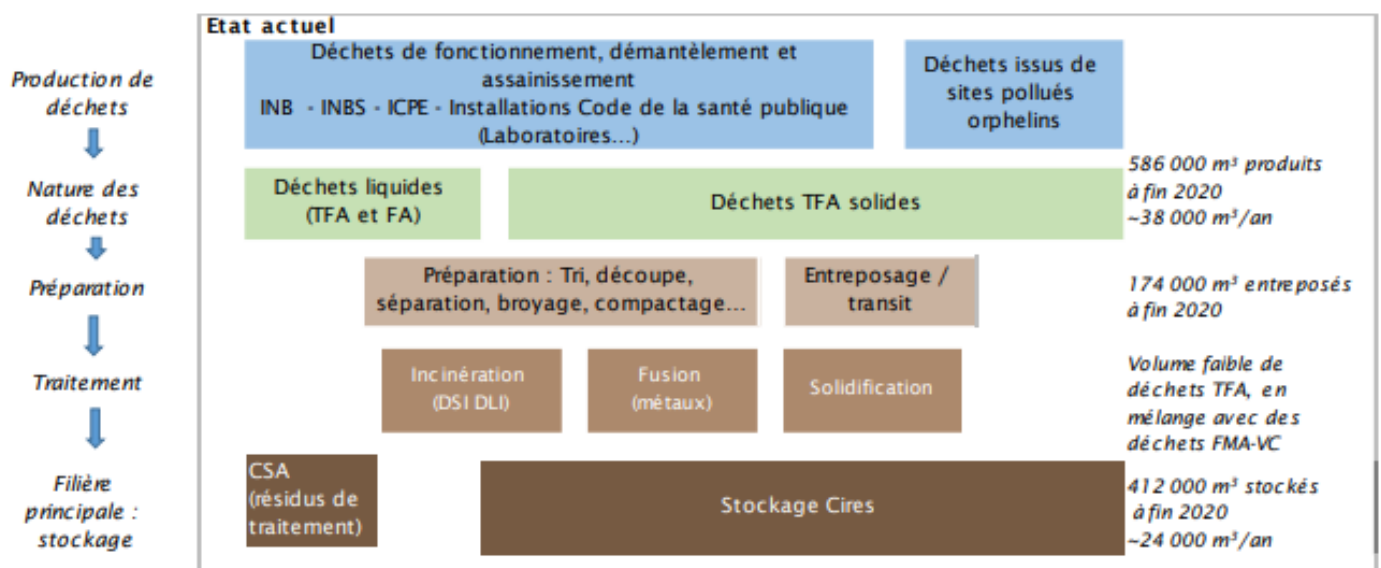 Etat actuel
Production de
déchets
Déchets de fonctionnement, démantèlement et
assainissement
INB - INBS - ICPE - Installations Code de la santé publique
(Laboratoires...)
Déchets issus de
sites pollués
orphelins
Nature des
déchets
Déchets liquides
(TFA et FA)
Déchets TFA solides
586 000 m³ produits
à fin 2020
~38 000 m³/an
Préparation
Préparation : Tri, découpe,
séparation, broyage, compactage...
Entreposage /
transit
174 000 m³ entreposés
à fin 2020
Traitement
Incinération
(DSI DLI)
Fusion
(métaux)
Solidification
Volume faible de
déchets TFA, en
mélange avec des
déchets FMA-VC
Filière
principale :
stockage
CSA
(résidus de
traitement)
Stockage Cires
412 000 m³ stockés
à fin 2020
~24 000 m³/an